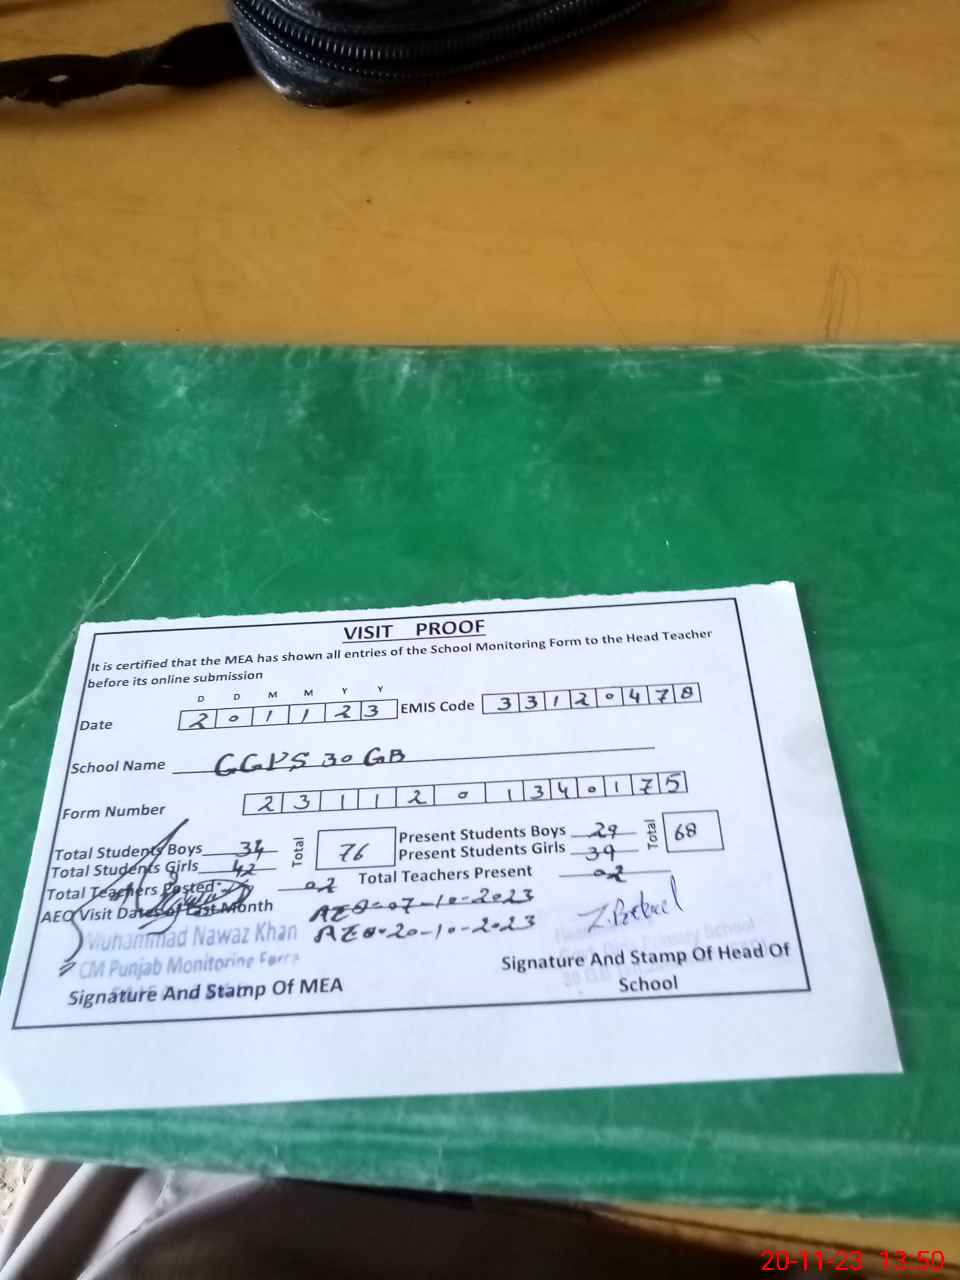 VISIT PROOF
It is certified that the MEA has shown all entries of the School Monitoring Form to the Head Teacher
before its online submission
D D M M Y Y
Date 2 0 1 1 2 3 EMIS Code 3 3 1 2 0 4 7 8
School Name GGPS 30 GB
Form Number 2 3 1 1 2 0 1 3 4 0 1 7 5
Total Students Boys 34 Total 76 Present Students Boys 29 Total 68
Total Students Girls 42 Present Students Girls 39
Total Teachers Posted 02 Total Teachers Present 02
AEO Visit Dates of Last Month AEO-07-10-2023
AEO-20-10-2023
Muhammad Nawaz Khan
CM Punjab Monitoring Force
Signature And Stamp Of MEA
Signature And Stamp Of Head Of
School
20-11-23 13:50